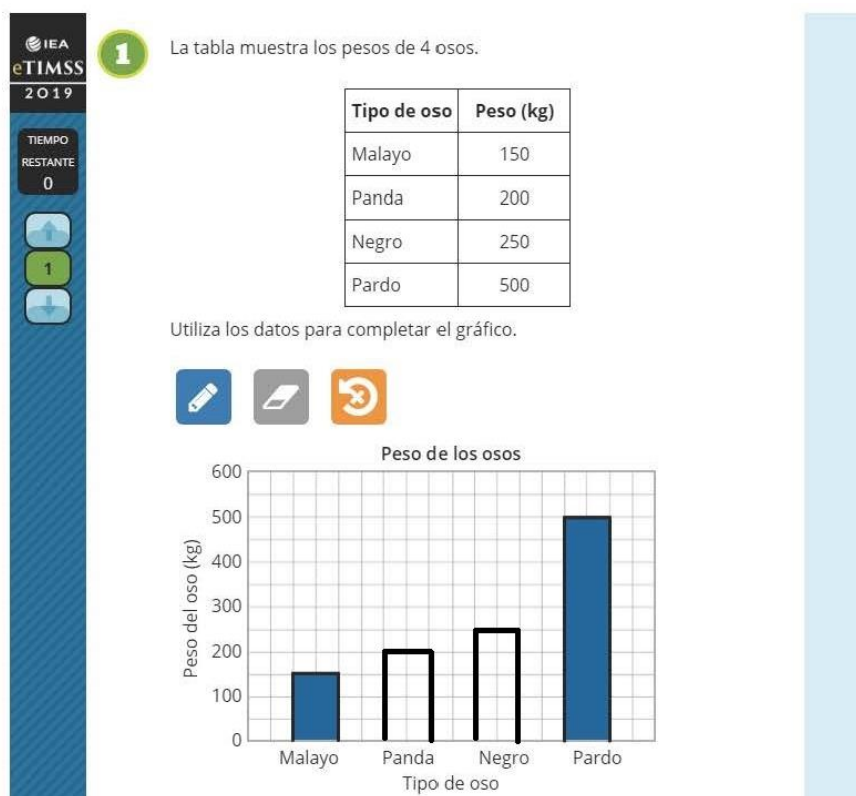 IEA
eTIMSS
2019
TIEMPO
RESTANTE
0
1
1
La tabla muestra los pesos de 4 osos.
Tipo de oso Peso (kg)
Malayo 150
Panda 200
Negro 250
Pardo 500
Utiliza los datos para completar el gráfico.
Peso de los osos
Peso del oso (kg)
600
500
400
300
200
100
0
Malayo Panda Negro Pardo
Tipo de oso